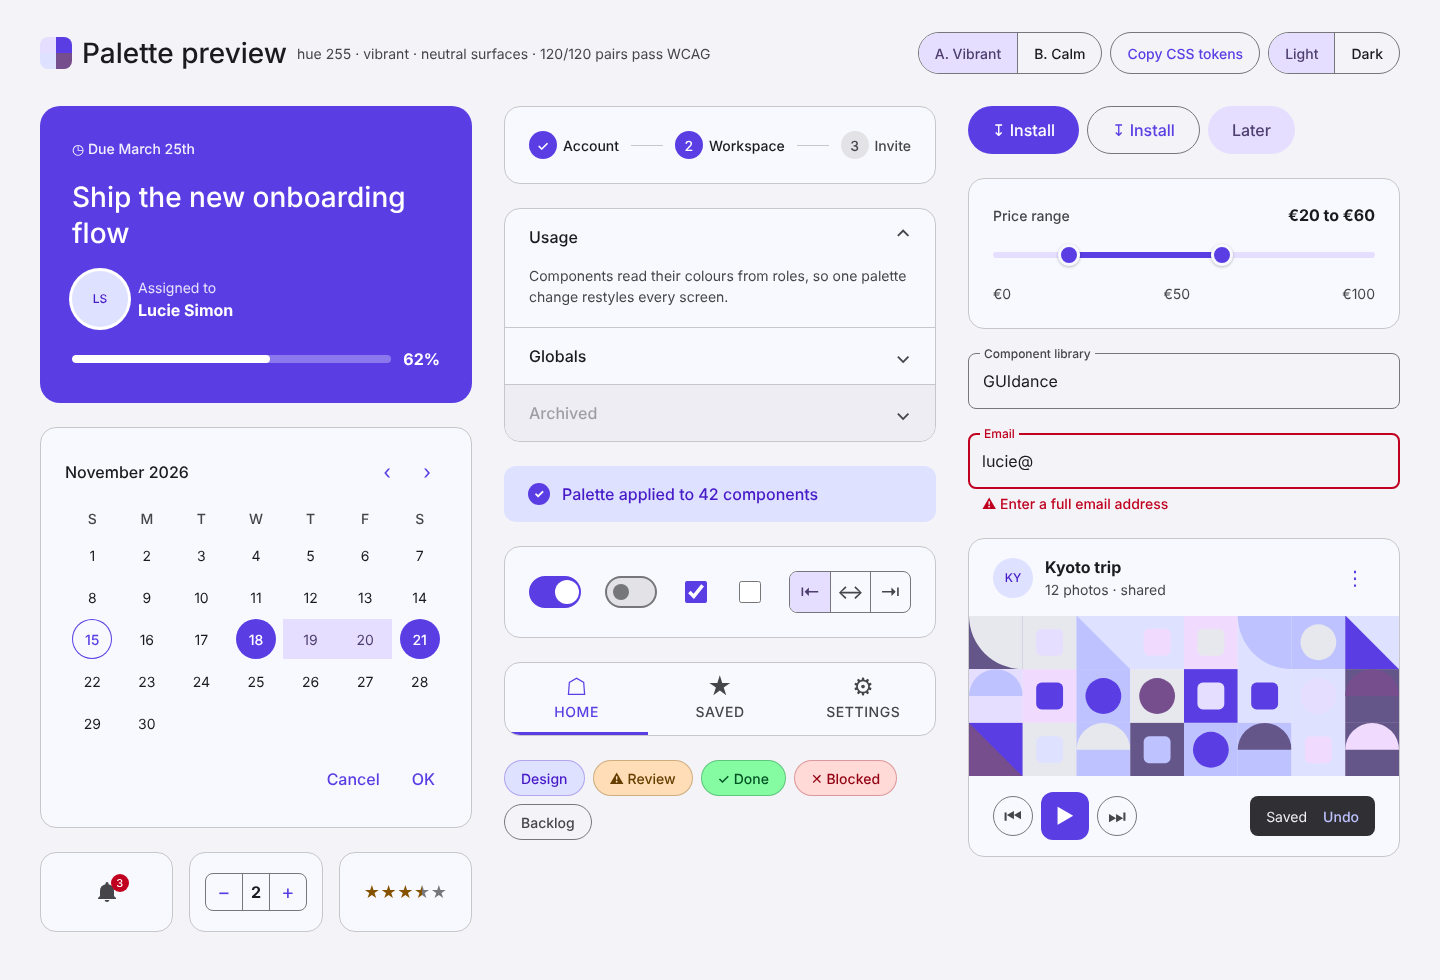 Palette preview
hue 255 · vibrant · neutral surfaces · 120/120 pairs pass WCAG
A. Vibrant
B. Calm
Copy CSS tokens
Light
Dark
Due March 25th
Ship the new onboarding
flow
LS
Assigned to
Lucie Simon
62%
November 2026
S M T W T F S
1 2 3 4 5 6 7
8 9 10 11 12 13 14
15 16 17 18 19 20 21
22 23 24 25 26 27 28
29 30
Cancel OK
3
− 2 +
★★★★★
✓ Account
2 Workspace
3 Invite
Usage
Components read their colours from roles, so one palette
change restyles every screen.
Globals
Archived
Palette applied to 42 components
HOME
SAVED
SETTINGS
Design
⚠ Review
✓ Done
✕ Blocked
Backlog
↧ Install
↧ Install
Later
Price range
€20 to €60
€0 €50 €100
Component library
GUIdance
Email
lucie@
⚠ Enter a full email address
KY
Kyoto trip
12 photos · shared
Saved Undo